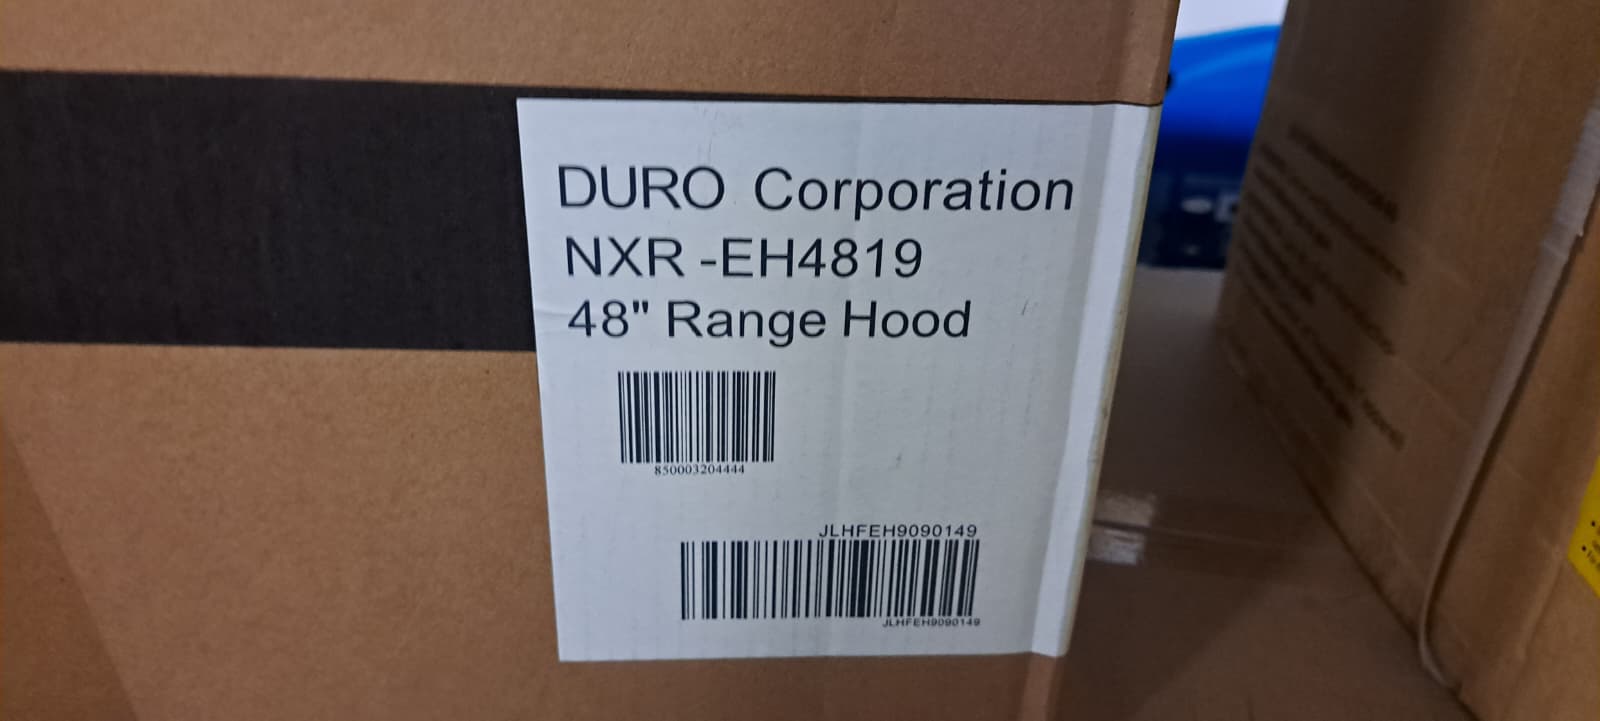 DURO Corporation
NXR -EH4819
48" Range Hood
850003204444
JLHFEH9090149
JLHFEH9090149